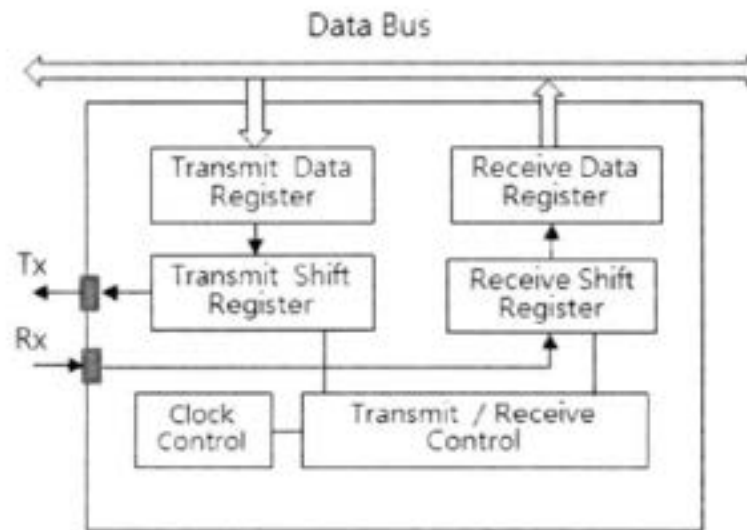 Data Bus
Transmit Data
Register
Receive Data
Register
Tx
Transmit Shift
Register
Receive Shift
Register
Rx
Clock
Control
Transmit / Receive
Control